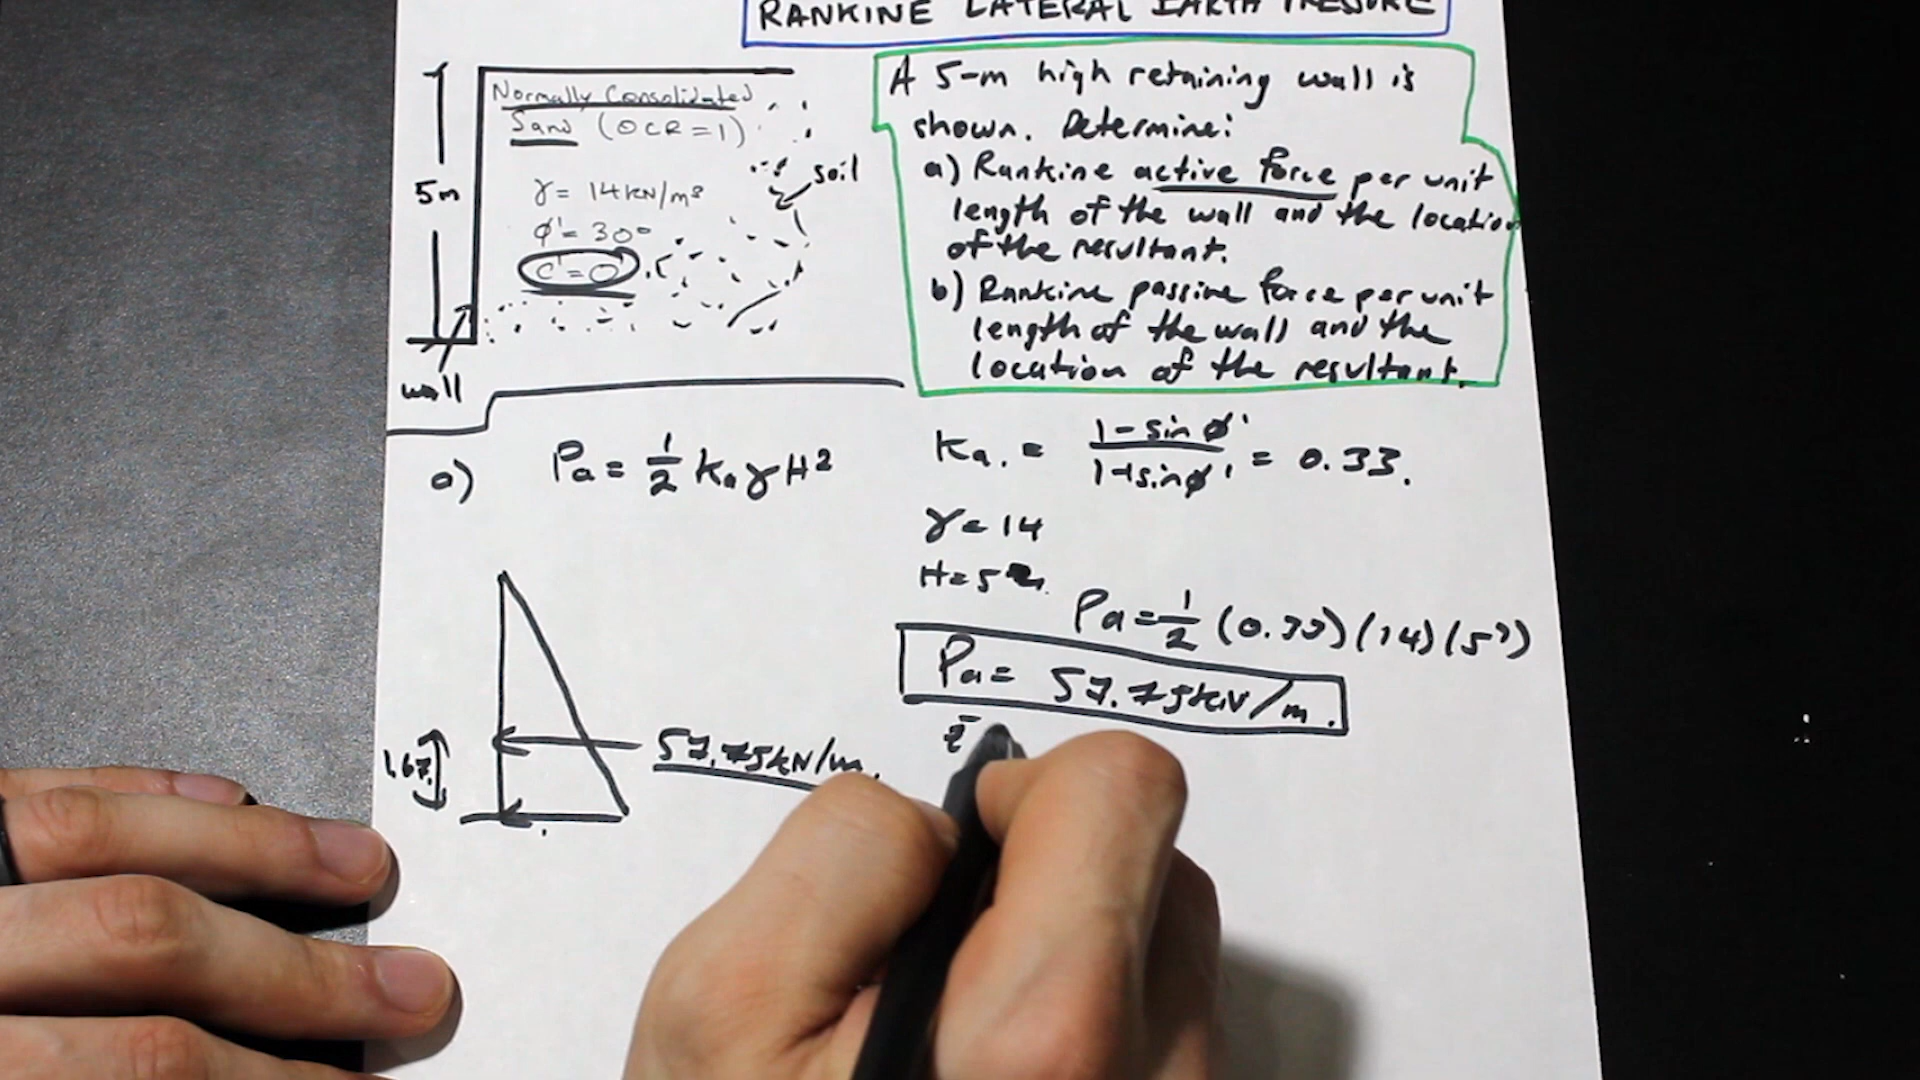 RANKINE LATERAL EARTH PRESSURE
Normally Consolidated
Sand (OCR=1)
γ = 14 kN/m³
φ' = 30°
c' = 0
5m
soil
wall
A 5-m high retaining wall is
shown. Determine:
a) Rankine active force per unit
length of the wall and the location
of the resultant.
b) Rankine passive force per unit
length of the wall and the
location of the resultant.
a) Pa = 1/2 Ka γ H²
Ka. = (1 - sin φ') / (1 + sin φ') = 0.33.
γ = 14
H = 5m.
Pa = 1/2 (0.33)(14)(5²)
Pa = 57.75 kN/m.
1.67
57.75 kN/m.
z̄